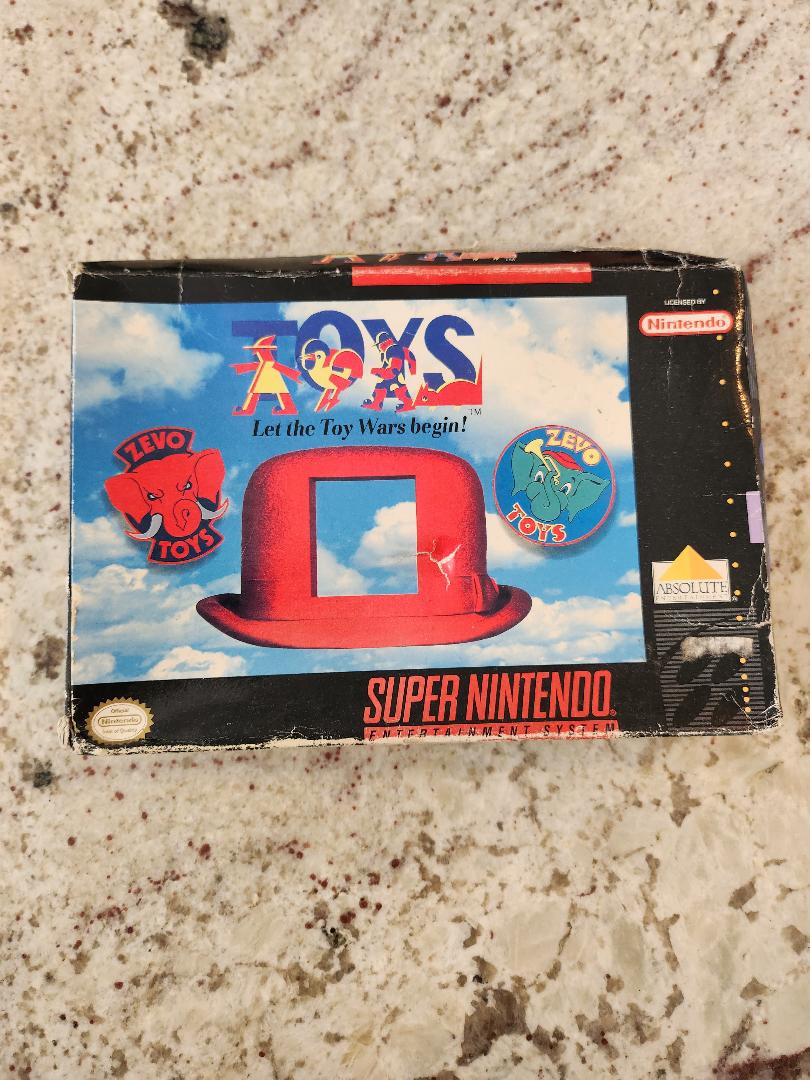 LICENSED BY
Nintendo
TOYS
TM
Let the Toy Wars begin!
ZEVO
TOYS
ZEVO
TOYS
ABSOLUTE
ENTERTAINMENT
Official
Nintendo
Seal of Quality
SUPER NINTENDO
ENTERTAINMENT SYSTEM